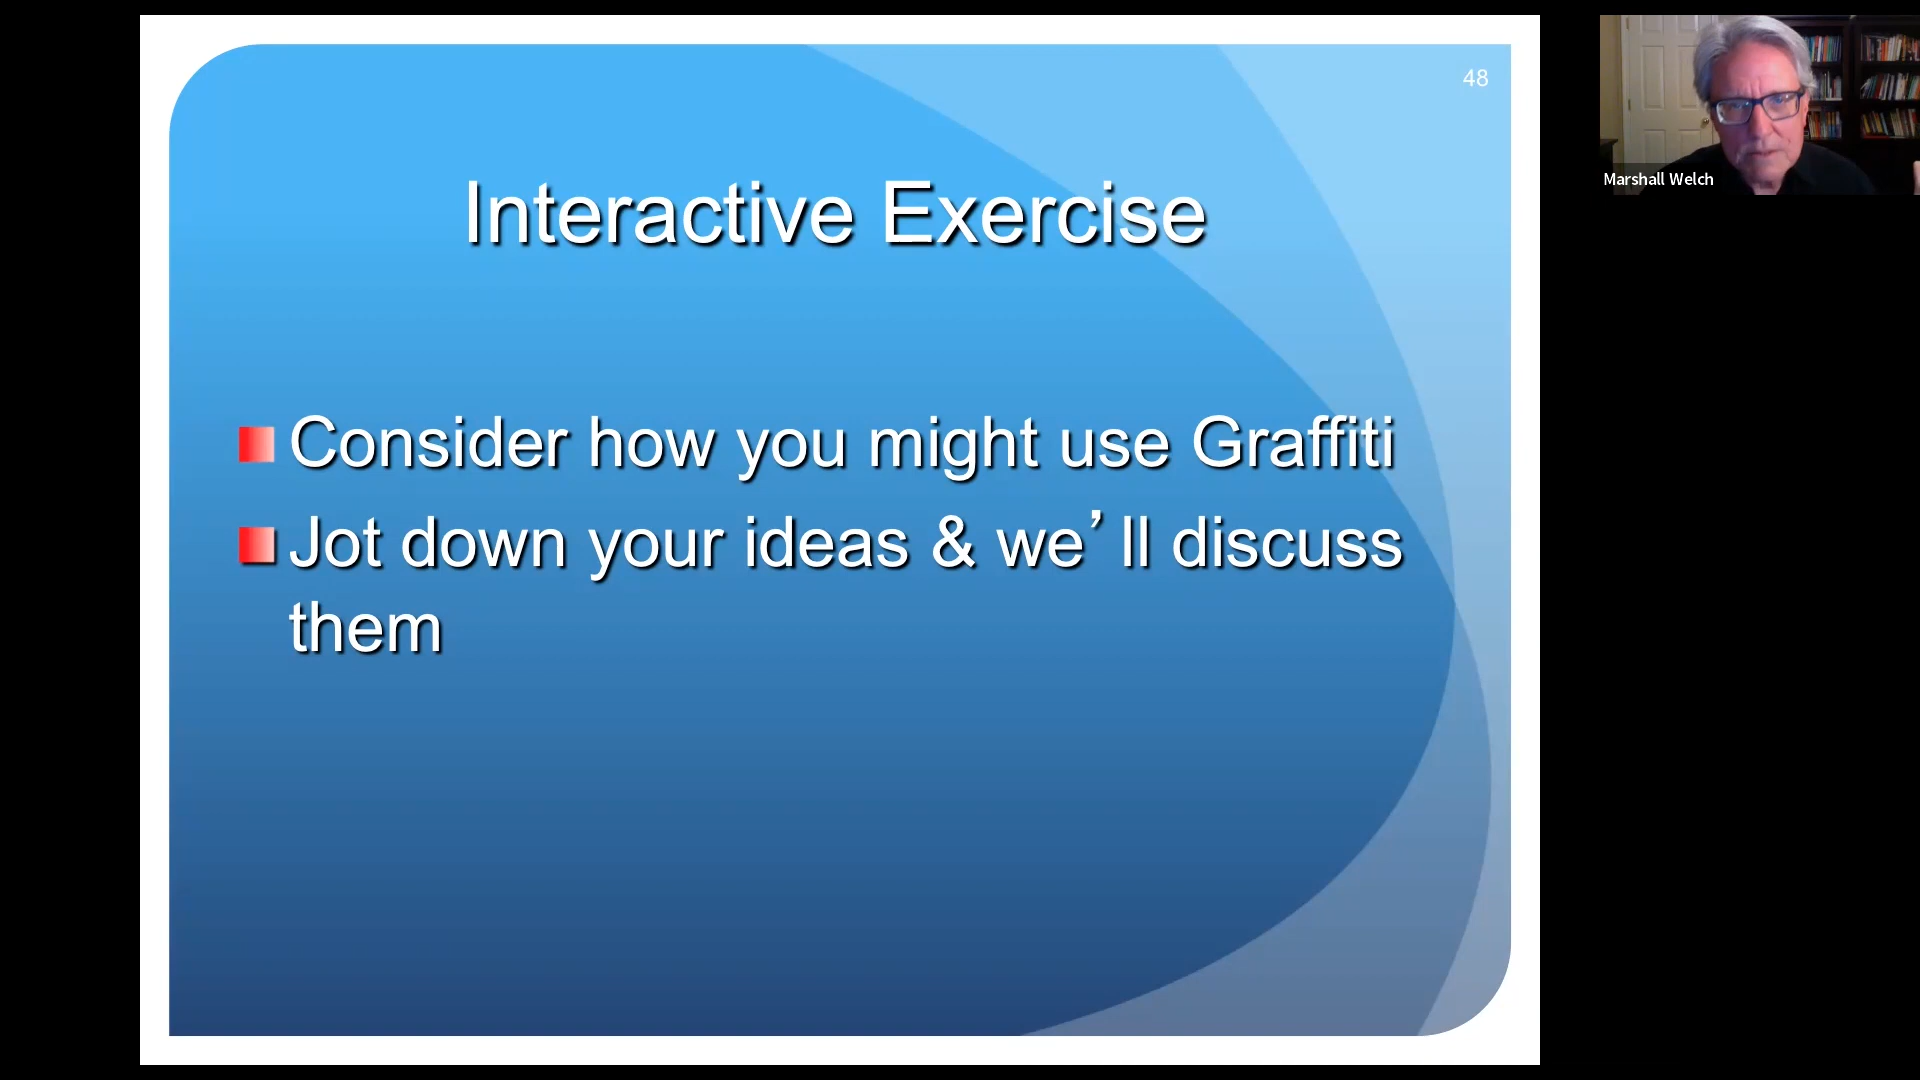 48
Interactive Exercise
Consider how you might use Graffiti
Jot down your ideas & we’ll discuss
them
Marshall Welch